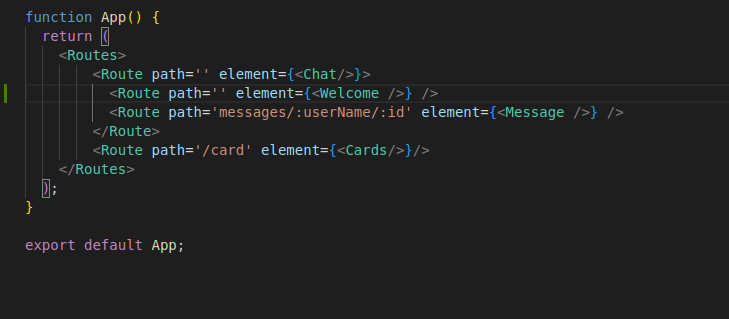 function App() {
  return (
    <Routes>
        <Route path='' element={<Chat/>}>
          <Route path='' element={<Welcome />} />
          <Route path='messages/:userName/:id' element={<Message />} />
        </Route>
        <Route path='/card' element={<Cards/>}/>
    </Routes>
  );
}
export default App;